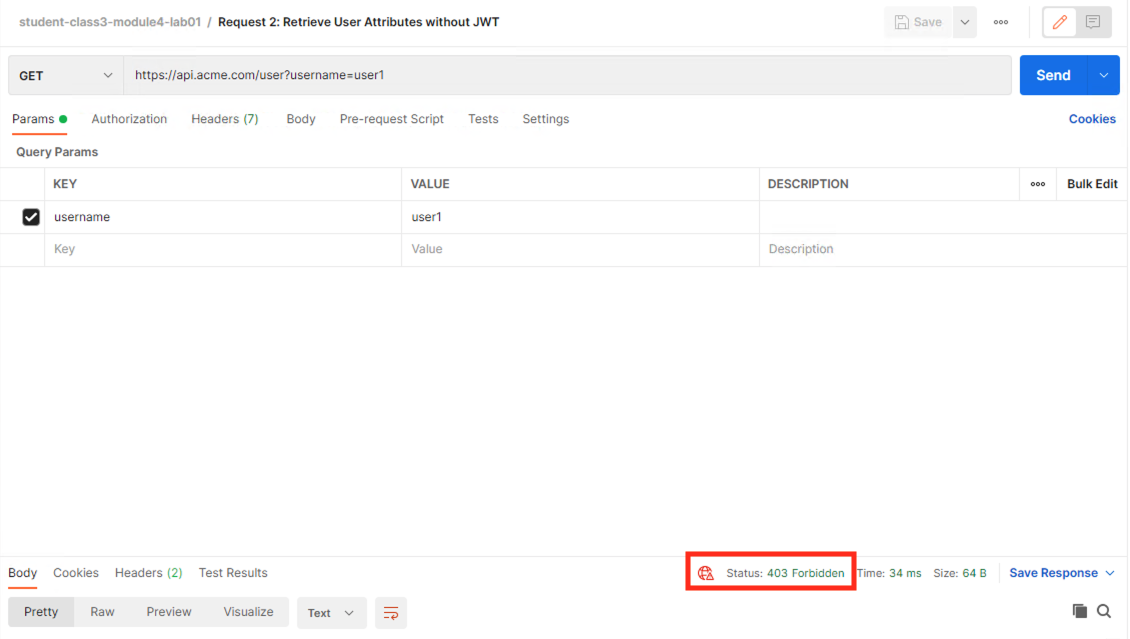 student-class3-module4-lab01 / Request 2: Retrieve User Attributes without JWT
Save
GET
https://api.acme.com/user?username=user1
Send
Params Authorization Headers (7) Body Pre-request Script Tests Settings Cookies
Query Params
KEY VALUE DESCRIPTION Bulk Edit
username user1
Key Value Description
Body Cookies Headers (2) Test Results Status: 403 Forbidden Time: 34 ms Size: 64 B Save Response
Pretty Raw Preview Visualize Text